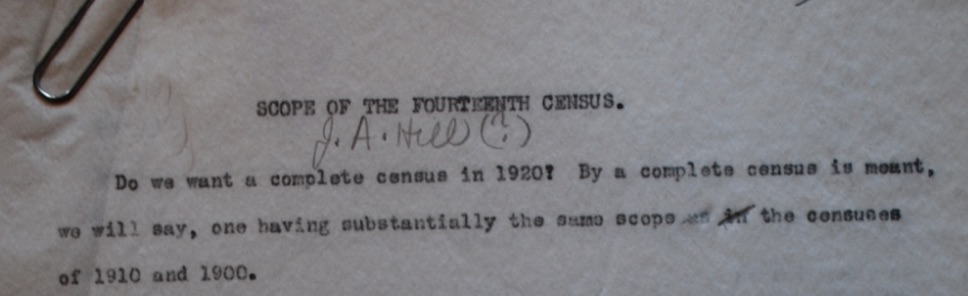 SCOPE OF THE FOURTEENTH CENSUS.
J. A. Hill (?)
Do we want a complete census in 1920? By a complete census is meant,
we will say, one having substantially the same scope as in the censuses
of 1910 and 1900.